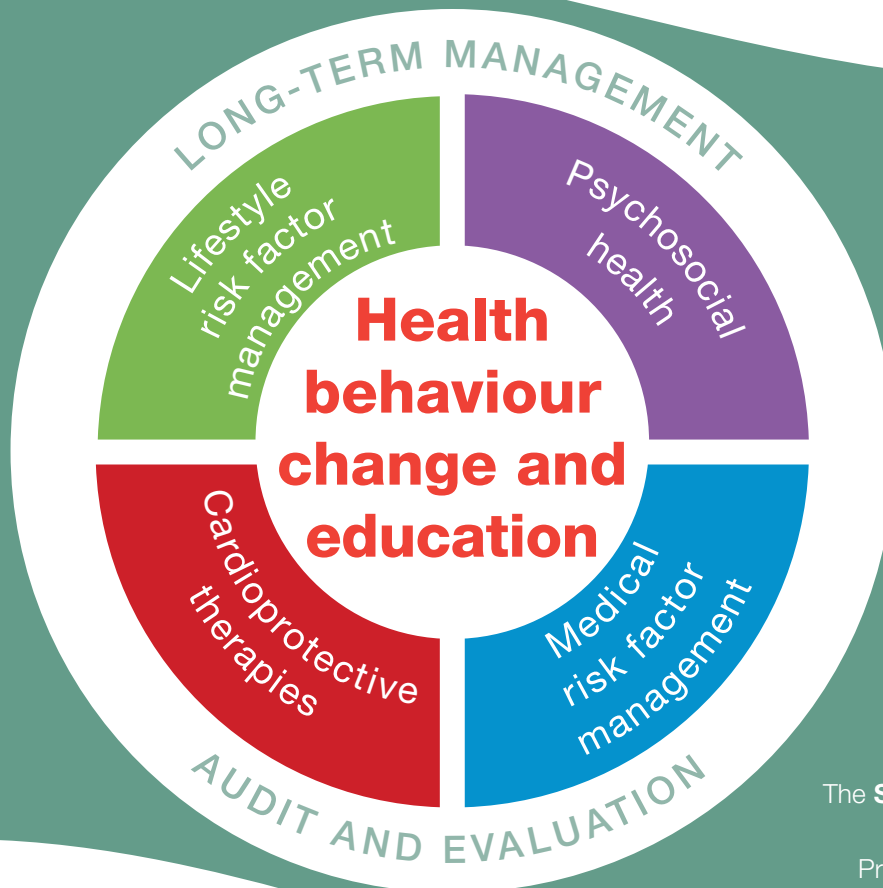 LONG-TERM MANAGEMENT
Lifestyle
risk factor
management
Psychosocial
health
Health
behaviour
change and
education
Cardioprotective
therapies
Medical
risk factor
management
AUDIT AND EVALUATION
The S
Pr